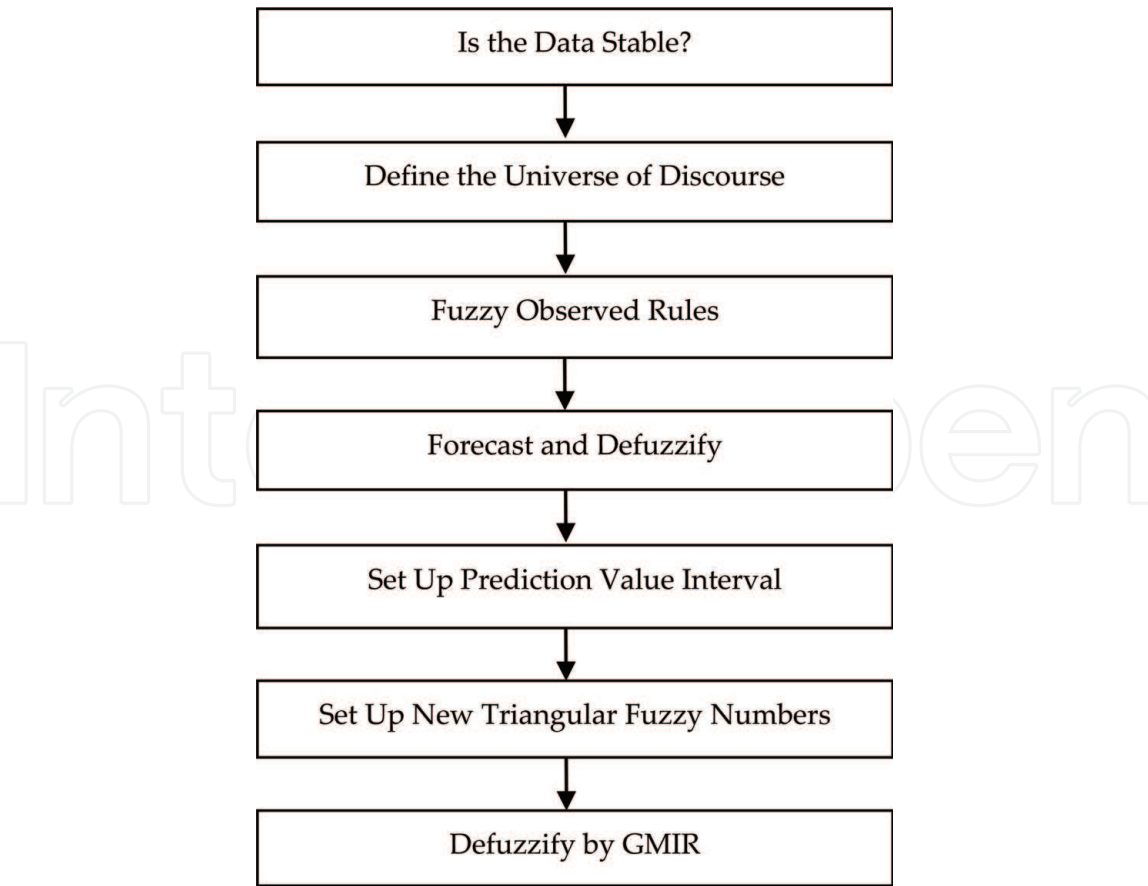 Is the Data Stable?
Define the Universe of Discourse
Fuzzy Observed Rules
Forecast and Defuzzify
Set Up Prediction Value Interval
Set Up New Triangular Fuzzy Numbers
Defuzzify by GMIR